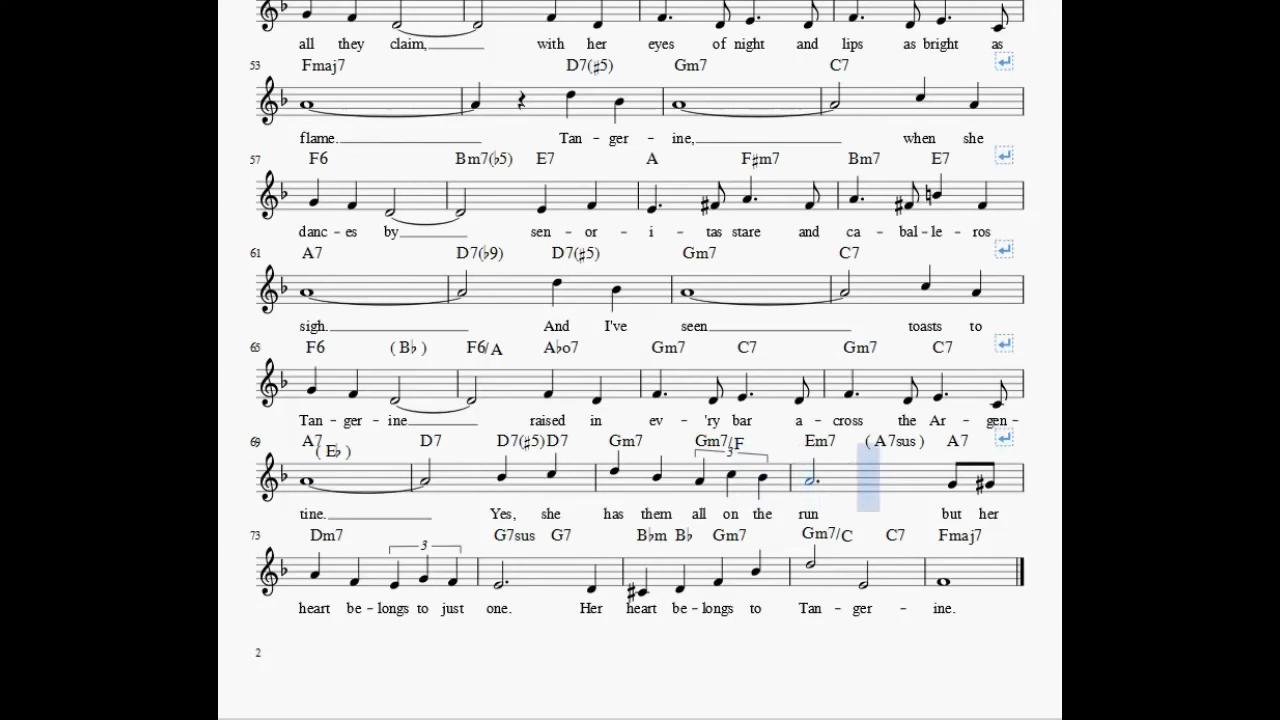 all they claim, with her eyes of night and lips as bright as
53 Fmaj7 D7(♯5) Gm7 C7
flame. Tan - ger - ine, when she
57 F6 Bm7(♭5) E7 A F♯m7 Bm7 E7
danc - es by sen - or - i - tas stare and ca - bal - le - ros
61 A7 D7(♭9) D7(♯5) Gm7 C7
sigh. And I've seen toasts to
65 F6 ( B♭ ) F6/A A♭o7 Gm7 C7 Gm7 C7
Tan - ger - ine raised in ev - 'ry bar a - cross the Ar - gen -
69 A7 ( E♭ ) D7 D7(♯5) D7 Gm7 Gm7/F Em7 ( A7sus ) A7
3
tine. Yes, she has them all on the run but her
73 Dm7 G7sus G7 B♭m B♭ Gm7 Gm7/C C7 Fmaj7
3
heart be - longs to just one. Her heart be - longs to Tan - ger - ine.
2